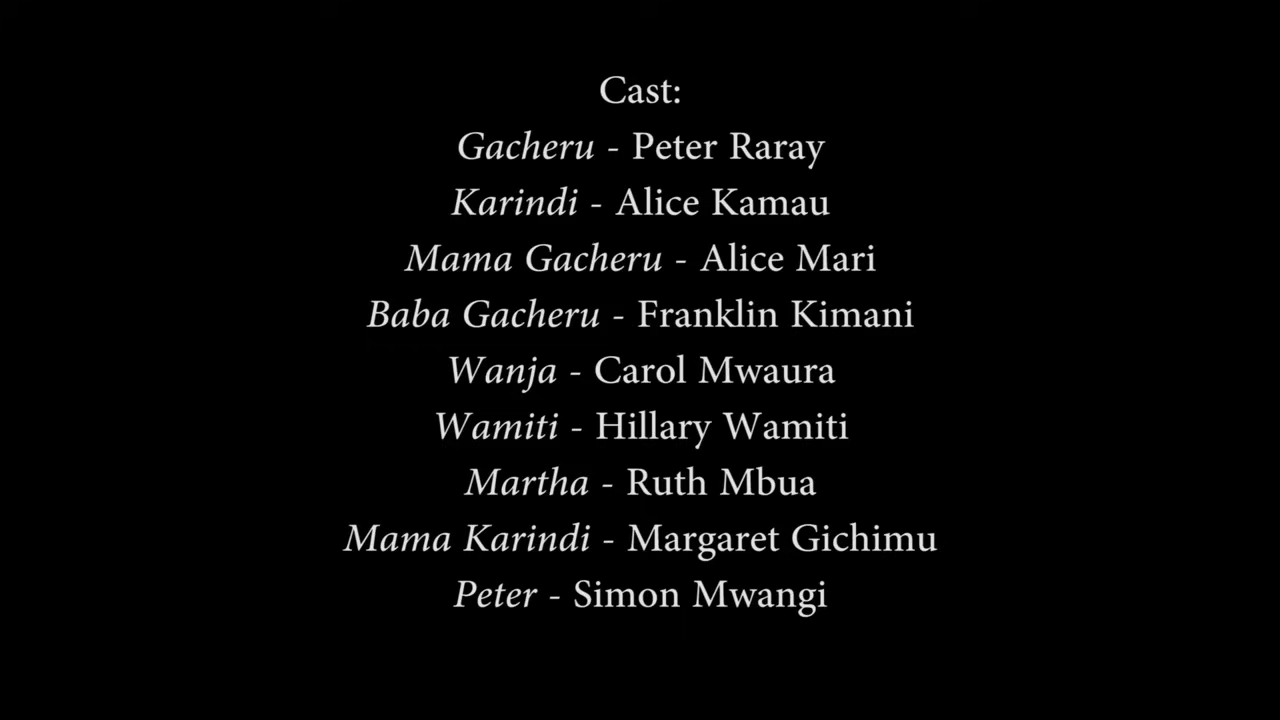 Cast:
Gacheru - Peter Raray
Karindi - Alice Kamau
Mama Gacheru - Alice Mari
Baba Gacheru - Franklin Kimani
Wanja - Carol Mwaura
Wamiti - Hillary Wamiti
Martha - Ruth Mbua
Mama Karindi - Margaret Gichimu
Peter - Simon Mwangi